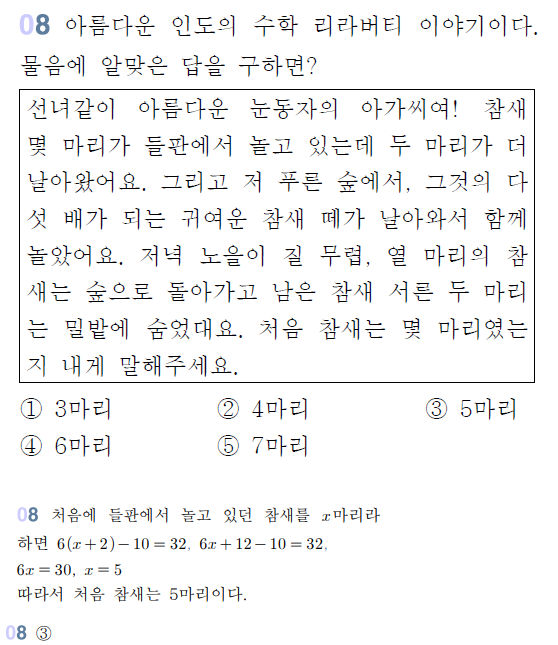 08 아름다운 인도의 수학 리라버티 이야기이다.
물음에 알맞은 답을 구하면?
선녀같이 아름다운 눈동자의 아가씨여! 참새
몇 마리가 들판에서 놀고 있는데 두 마리가 더
날아왔어요. 그리고 저 푸른 숲에서, 그것의 다
섯 배가 되는 귀여운 참새 떼가 날아와서 함께
놀았어요. 저녁 노을이 질 무렵, 열 마리의 참
새는 숲으로 돌아가고 남은 참새 서른 두 마리
는 밀밭에 숨었대요. 처음 참새는 몇 마리였는
지 내게 말해주세요.
① 3마리 ② 4마리 ③ 5마리
④ 6마리 ⑤ 7마리
08 처음에 들판에서 놀고 있던 참새를 x마리라
하면 6(x+2)-10=32, 6x+12-10=32,
6x=30, x=5
따라서 처음 참새는 5마리이다.
08 ③